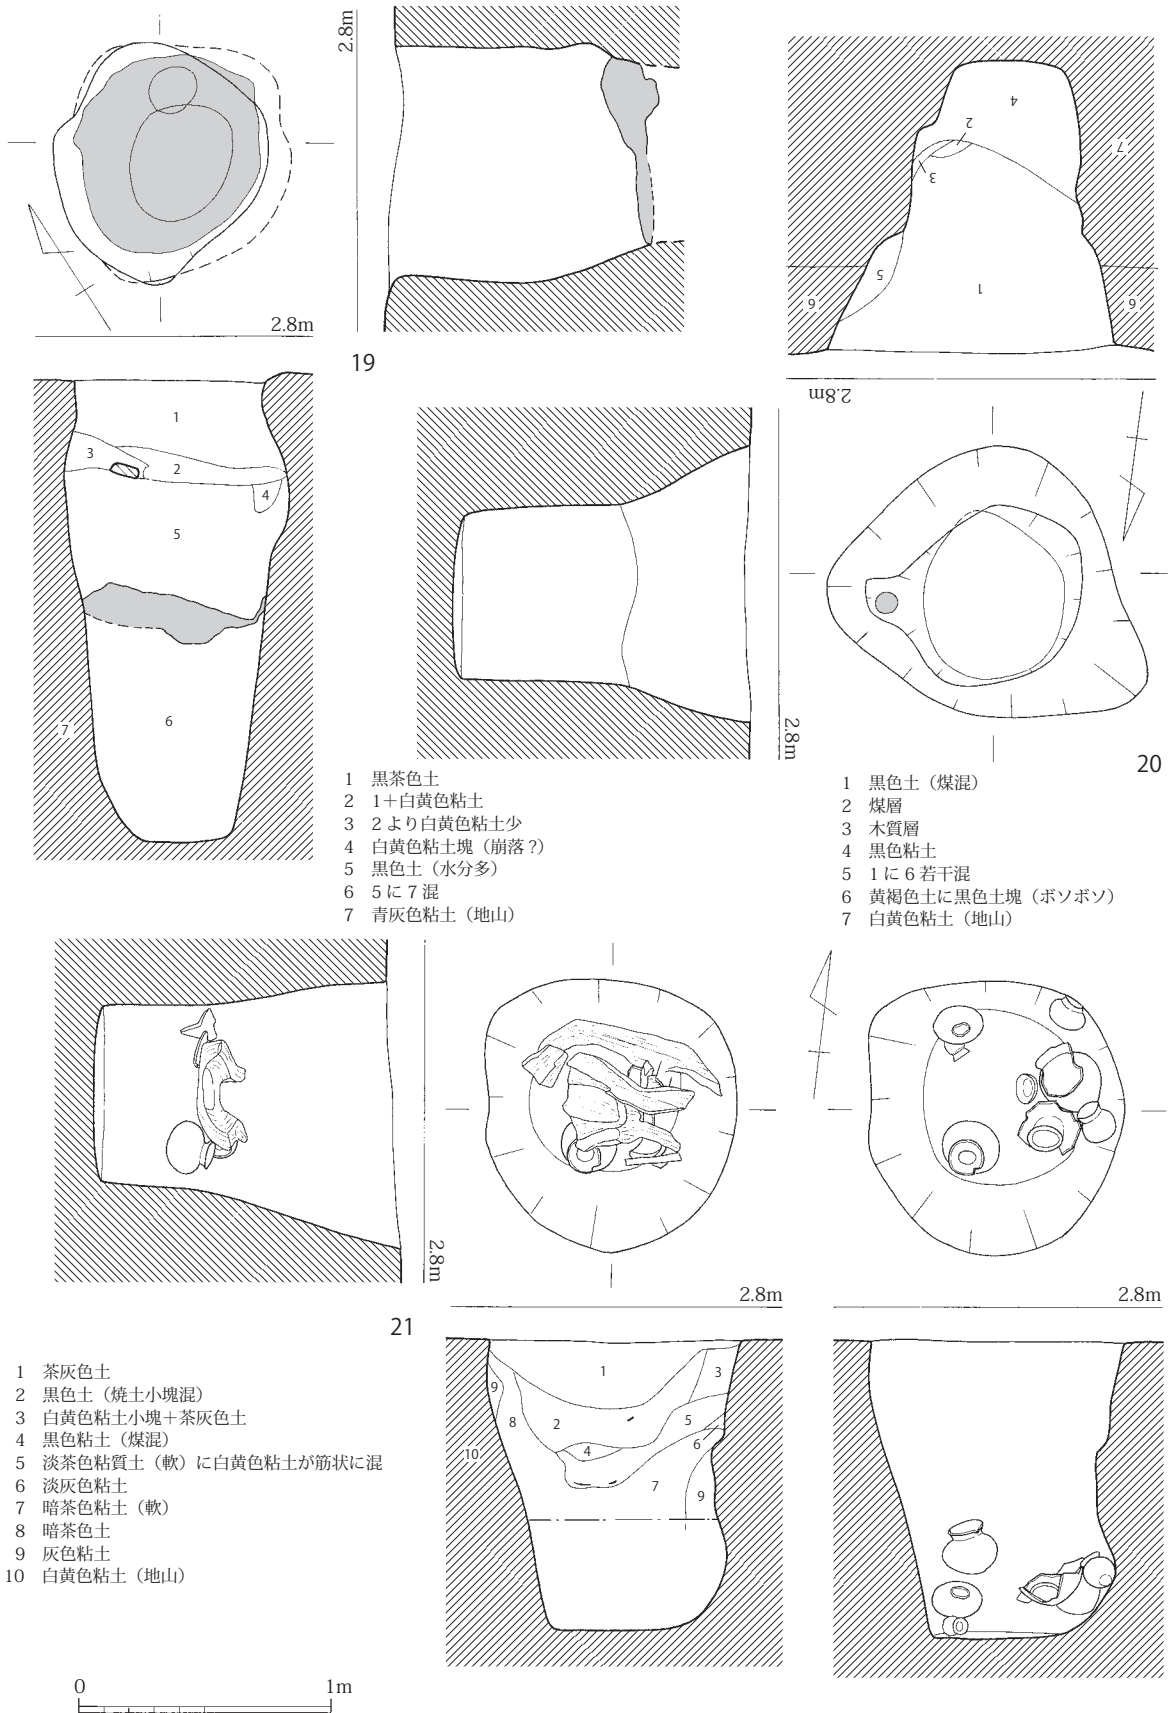 2.8m
2.8m
19
1
3
2
4
5
6
7
4
2
3
7
5
1
6
6
2.8m
2.8m
20
1 黒茶色土
2 1＋白黄色粘土
3 2より白黄色粘土少
4 白黄色粘土塊（崩落？）
5 黒色土（水分多）
6 5に7混
7 青灰色粘土（地山）
1 黒色土（煤混）
2 煤層
3 木質層
4 黒色粘土
5 1に6若干混
6 黄褐色土に黒色土塊（ボソボソ）
7 白黄色粘土（地山）
2.8m
2.8m
2.8m
21
1
3
9
8
2
5
4
6
10
7
9
1 茶灰色土
2 黒色土（焼土小塊混）
3 白黄色粘土小塊＋茶灰色土
4 黒色粘土（煤混）
5 淡茶色粘質土（軟）に白黄色粘土が筋状に混
6 淡灰色粘土
7 暗茶色粘土（軟）
8 暗茶色土
9 灰色粘土
10 白黄色粘土（地山）
0 1m